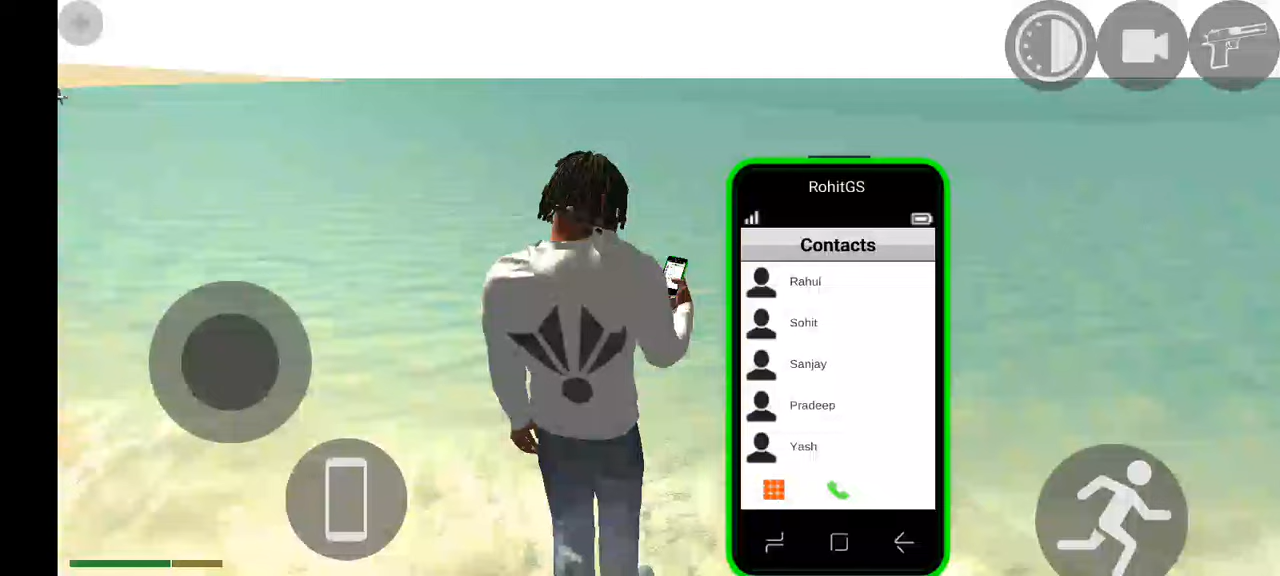 RohitGS
Contacts
Rahul
Sohit
Sanjay
Pradeep
Yash